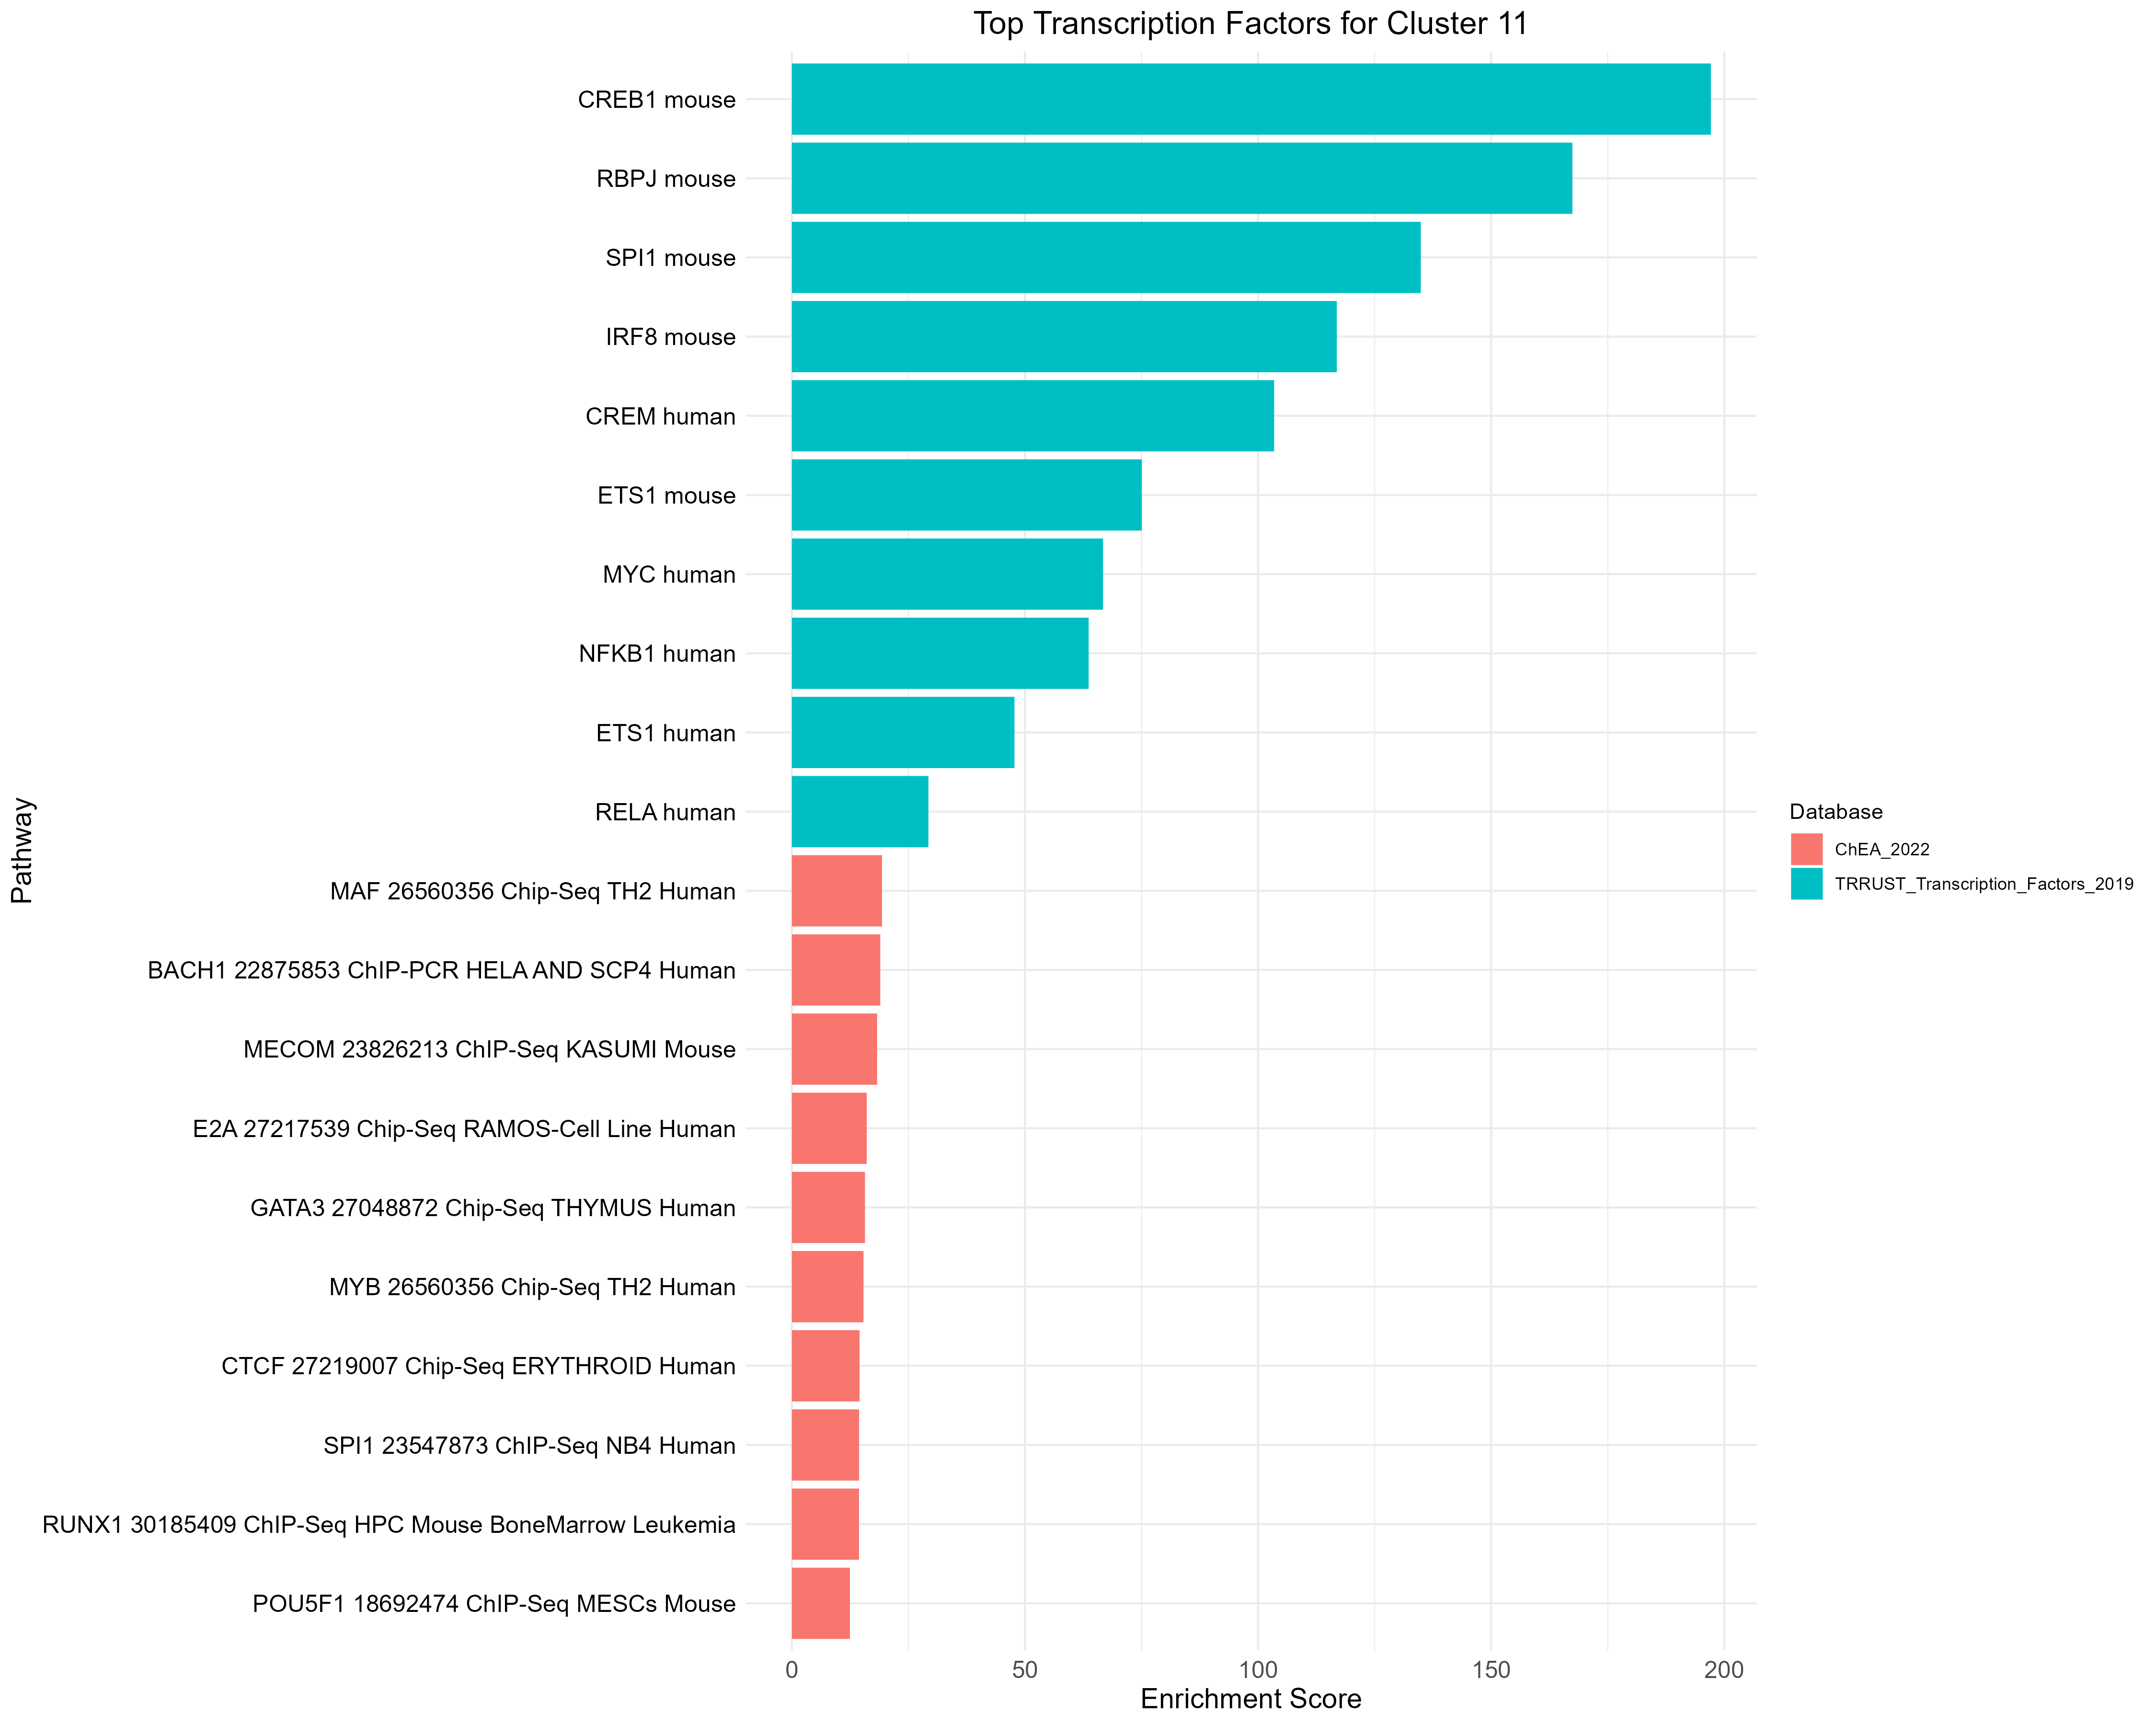 Top Transcription Factors for Cluster 11
Pathway
CREB1 mouse
RBPJ mouse
SPI1 mouse
IRF8 mouse
CREM human
ETS1 mouse
MYC human
NFKB1 human
ETS1 human
RELA human
MAF 26560356 Chip-Seq TH2 Human
BACH1 22875853 ChIP-PCR HELA AND SCP4 Human
MECOM 23826213 ChIP-Seq KASUMI Mouse
E2A 27217539 Chip-Seq RAMOS-Cell Line Human
GATA3 27048872 Chip-Seq THYMUS Human
MYB 26560356 Chip-Seq TH2 Human
CTCF 27219007 Chip-Seq ERYTHROID Human
SPI1 23547873 ChIP-Seq NB4 Human
RUNX1 30185409 ChIP-Seq HPC Mouse BoneMarrow Leukemia
POU5F1 18692474 ChIP-Seq MESCs Mouse
0 50 100 150 200
Enrichment Score
Database
ChEA_2022
TRRUST_Transcription_Factors_2019